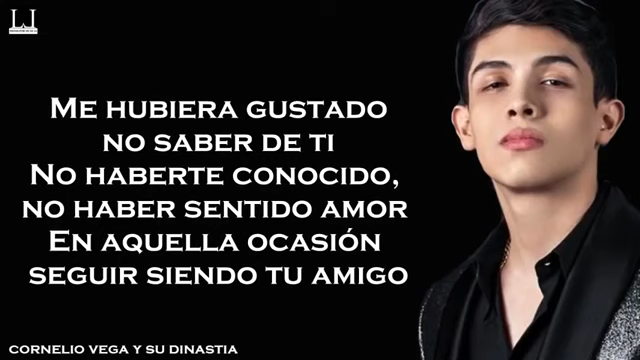 ME HUBIERA GUSTADO
NO SABER DE TI
NO HABERTE CONOCIDO,
NO HABER SENTIDO AMOR
EN AQUELLA OCASIÓN
SEGUIR SIENDO TU AMIGO
CORNELIO VEGA Y SU DINASTIA